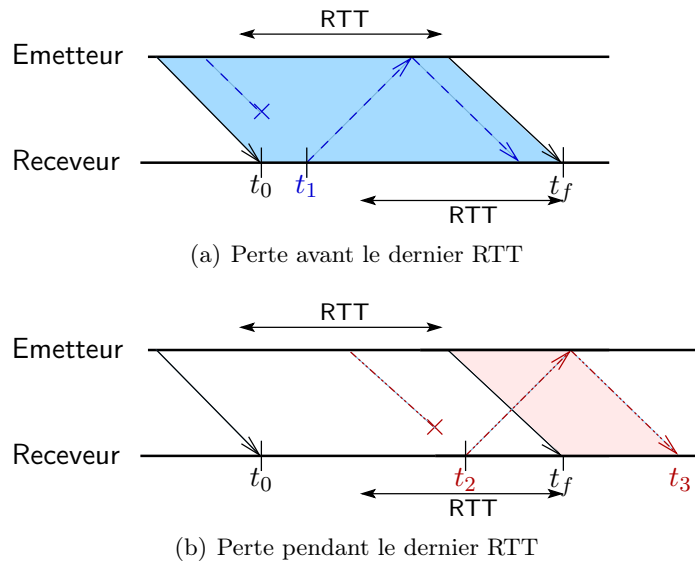 RTT
Emetteur
Receveur
t0 t1 tf
RTT
(a) Perte avant le dernier RTT
RTT
Emetteur
Receveur
t0 t2 tf t3
RTT
(b) Perte pendant le dernier RTT